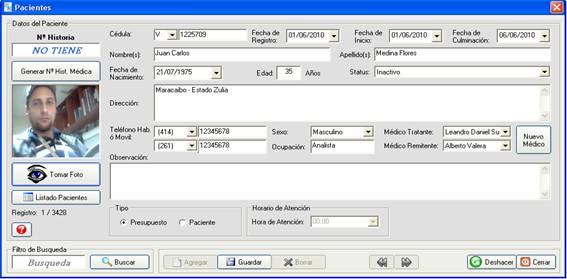 Pacientes
Datos del Paciente
Nº Historia
NO TIENE
Generar Nº Hist. Médica
Tomar Foto
Listado Pacientes
Registro: 1 / 3428
Cédula: V 1225709 Fecha de Registro: 01/06/2010 Fecha de Inicio: 01/06/2010 Fecha de Culminación: 06/06/2010
Nombre(s): Juan Carlos Apellido(s): Medina Flores
Fecha de Nacimiento: 21/07/1975 Edad: 35 Años Status: Inactivo
Dirección: Maracaibo - Estado Zulia
Teléfono Hab. ó Movil: (414) 12345678 Sexo: Masculino Médico Tratante: Leandro Daniel Su
(261) 12345678 Ocupación: Analista Médico Remitente: Alberto Valera
Nuevo Médico
Observación:
Tipo
Presupuesto Paciente
Horario de Atención
Hora de Atención: 00:00
Filtro de Busqueda
Busqueda Buscar
Agregar Guardar Borrar Deshacer Cerrar